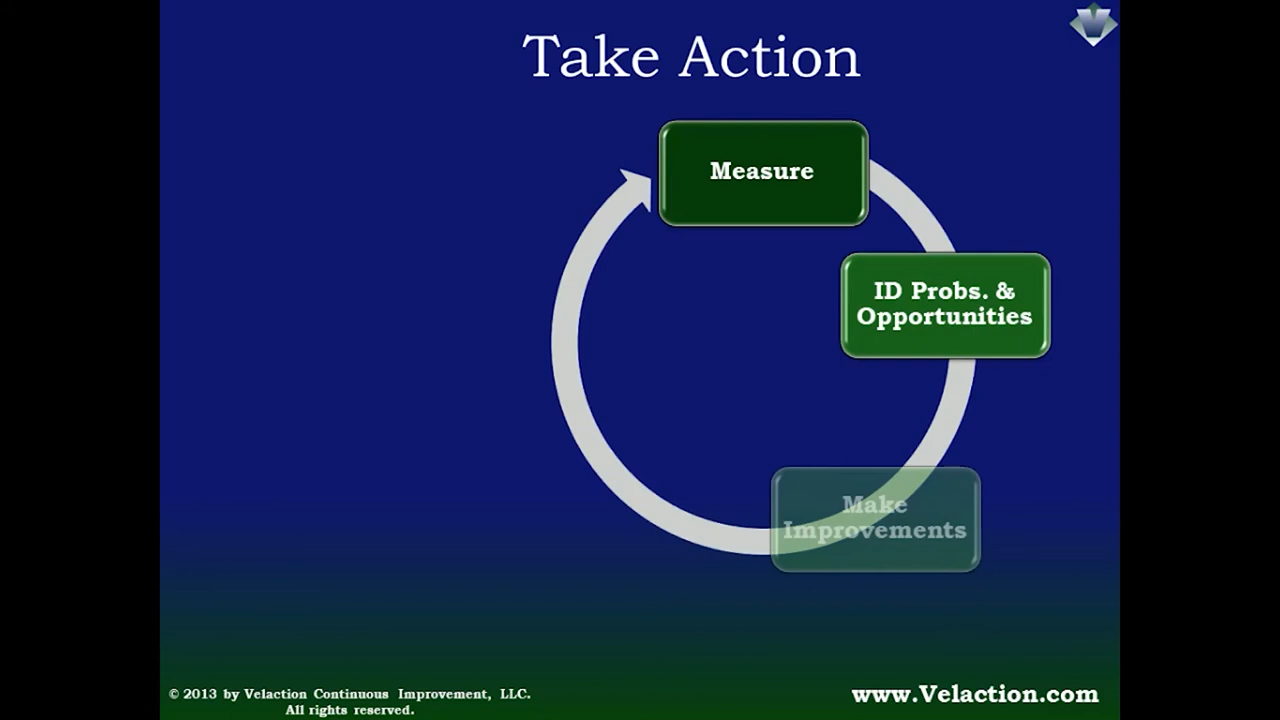 Take Action
Measure
ID Probs. &
Opportunities
Make
Improvements
© 2013 by Velaction Continuous Improvement, LLC.
All rights reserved.
www.Velaction.com